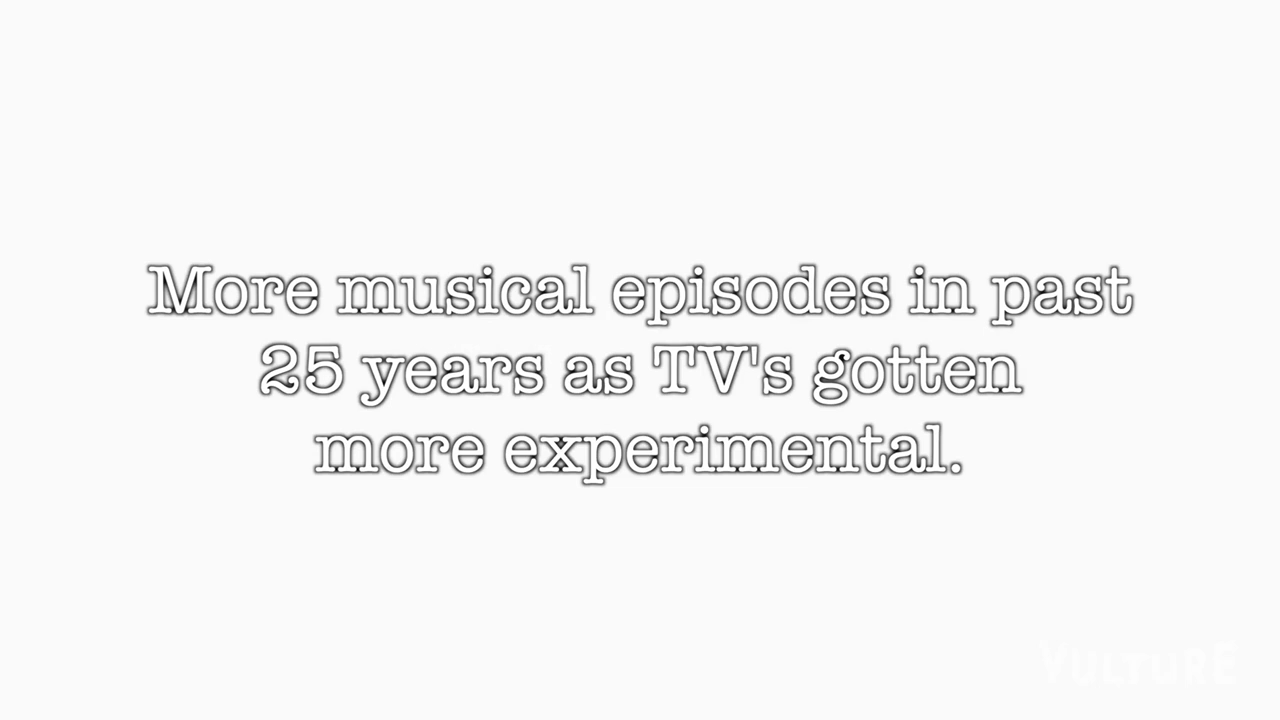 More musical episodes in past
25 years as TV's gotten
more experimental.
VULTURE